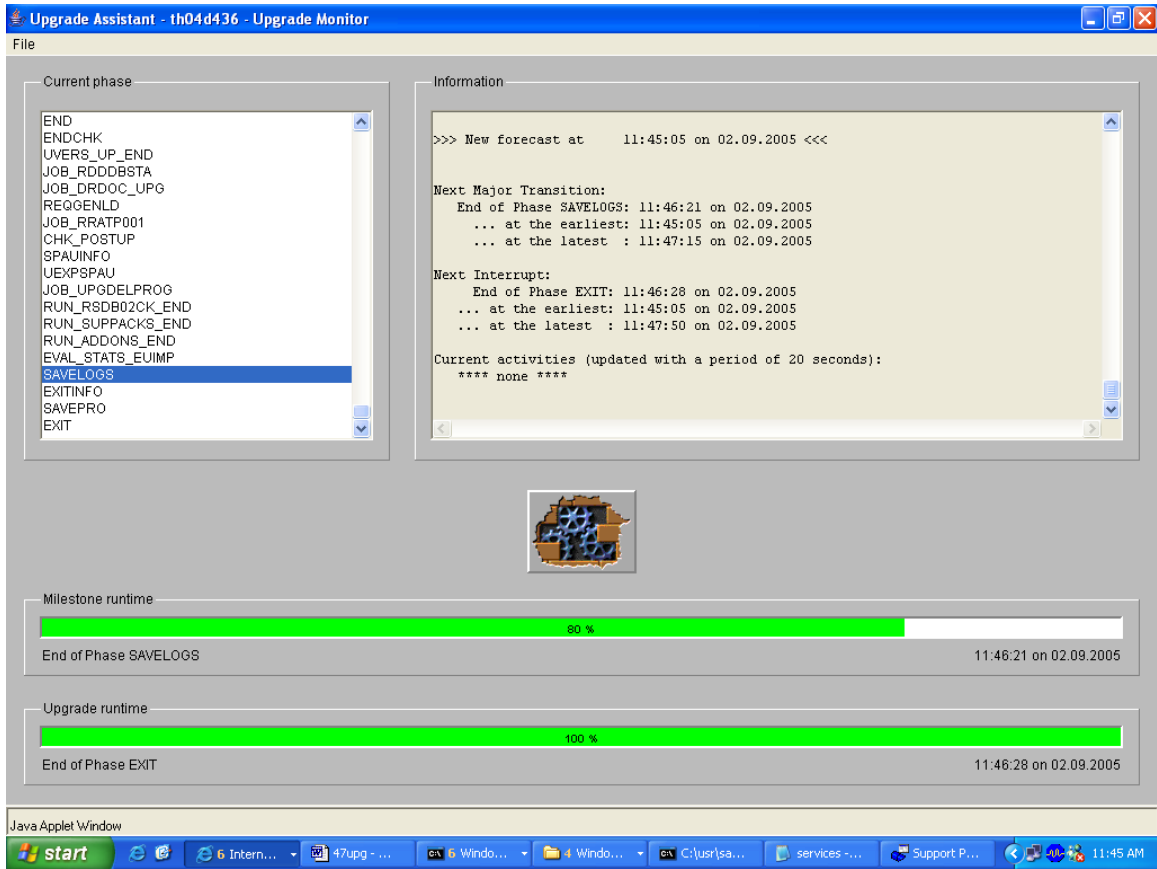 Upgrade Assistant - th04d436 - Upgrade Monitor
File
Current phase
END
ENDCHK
UVERS_UP_END
JOB_RDDDBSTA
JOB_DRDOC_UPG
REQGENLD
JOB_RRATP001
CHK_POSTUP
SPAUINFO
UEXPSPAU
JOB_UPGDELPROG
RUN_RSDB02CK_END
RUN_SUPPACKS_END
RUN_ADDONS_END
EVAL_STATS_EUIMP
SAVELOGS
EXITINFO
SAVEPRO
EXIT
Information
>>> New forecast at     11:45:05 on 02.09.2005 <<<
Next Major Transition:
End of Phase SAVELOGS: 11:46:21 on 02.09.2005
... at the earliest: 11:45:05 on 02.09.2005
... at the latest  : 11:47:15 on 02.09.2005
Next Interrupt:
End of Phase EXIT: 11:46:28 on 02.09.2005
... at the earliest: 11:45:05 on 02.09.2005
... at the latest  : 11:47:50 on 02.09.2005
Current activities (updated with a period of 20 seconds):
**** none ****
Milestone runtime
80 %
End of Phase SAVELOGS 11:46:21 on 02.09.2005
Upgrade runtime
100 %
End of Phase EXIT 11:46:28 on 02.09.2005
Java Applet Window
start 6 Intern... 47upg - ... 6 Windo... 4 Windo... C:\usr\sa... services -... Support P... 11:45 AM